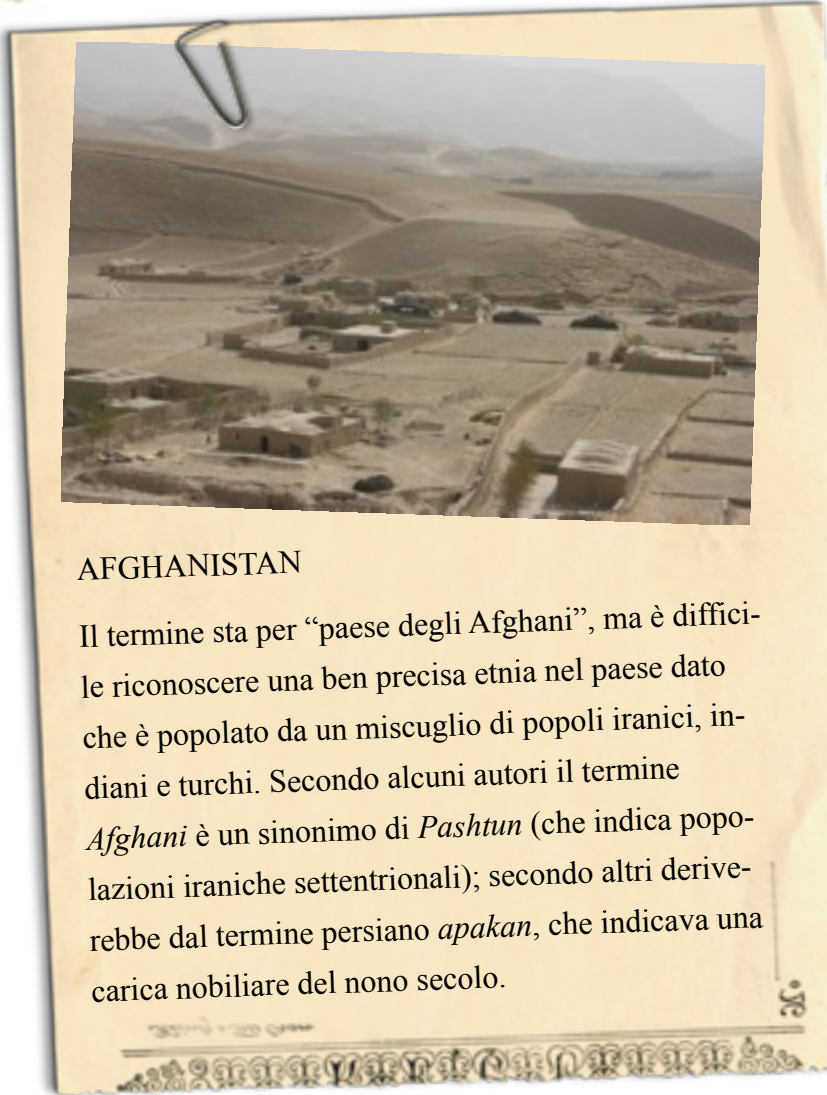 AFGHANISTAN
Il termine sta per “paese degli Afghani”, ma è diffici-
le riconoscere una ben precisa etnia nel paese dato
che è popolato da un miscuglio di popoli iranici, in-
diani e turchi. Secondo alcuni autori il termine
Afghani è un sinonimo di Pashtun (che indica popo-
lazioni iraniche settentrionali); secondo altri derive-
rebbe dal termine persiano apakan, che indicava una
carica nobiliare del nono secolo.